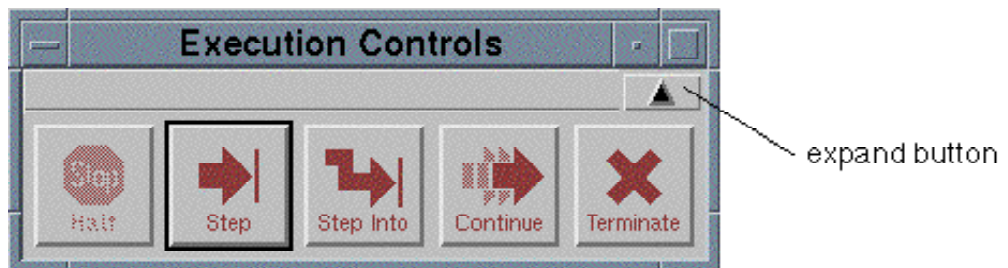 Execution Controls
expand button
Stop
Halt
Step
Step Into
Continue
Terminate